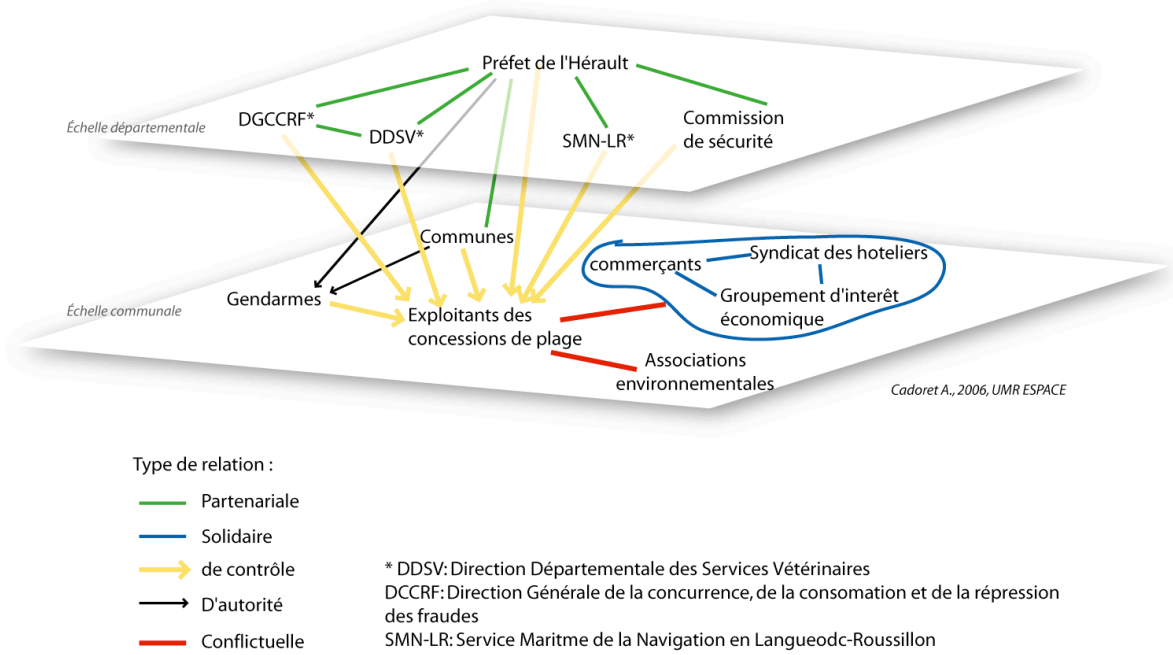 Préfet de l'Hérault
DGCCRF*
Échelle départementale
DDSV*
SMN-LR*
Commission
de sécurité
Communes
commerçants
Syndicat des hoteliers
Gendarmes
Échelle communale
Exploitants des
concessions de plage
Groupement d'interêt
économique
Associations
environnementales
Cadoret A., 2006, UMR ESPACE
Type de relation :
Partenariale
Solidaire
de contrôle
D'autorité
Conflictuelle
* DDSV: Direction Départementale des Services Vétérinaires
DCCRF: Direction Générale de la concurrence, de la consomation et de la répression
des fraudes
SMN-LR: Service Maritme de la Navigation en Langueodc-Roussillon